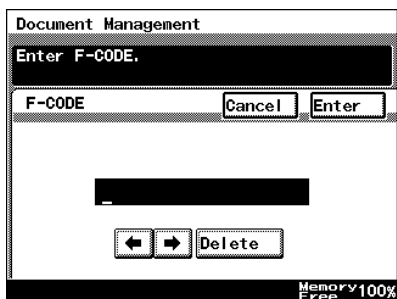 Document Management
Enter F-CODE.
F-CODE Cancel Enter
Delete
Memory 100%
Free